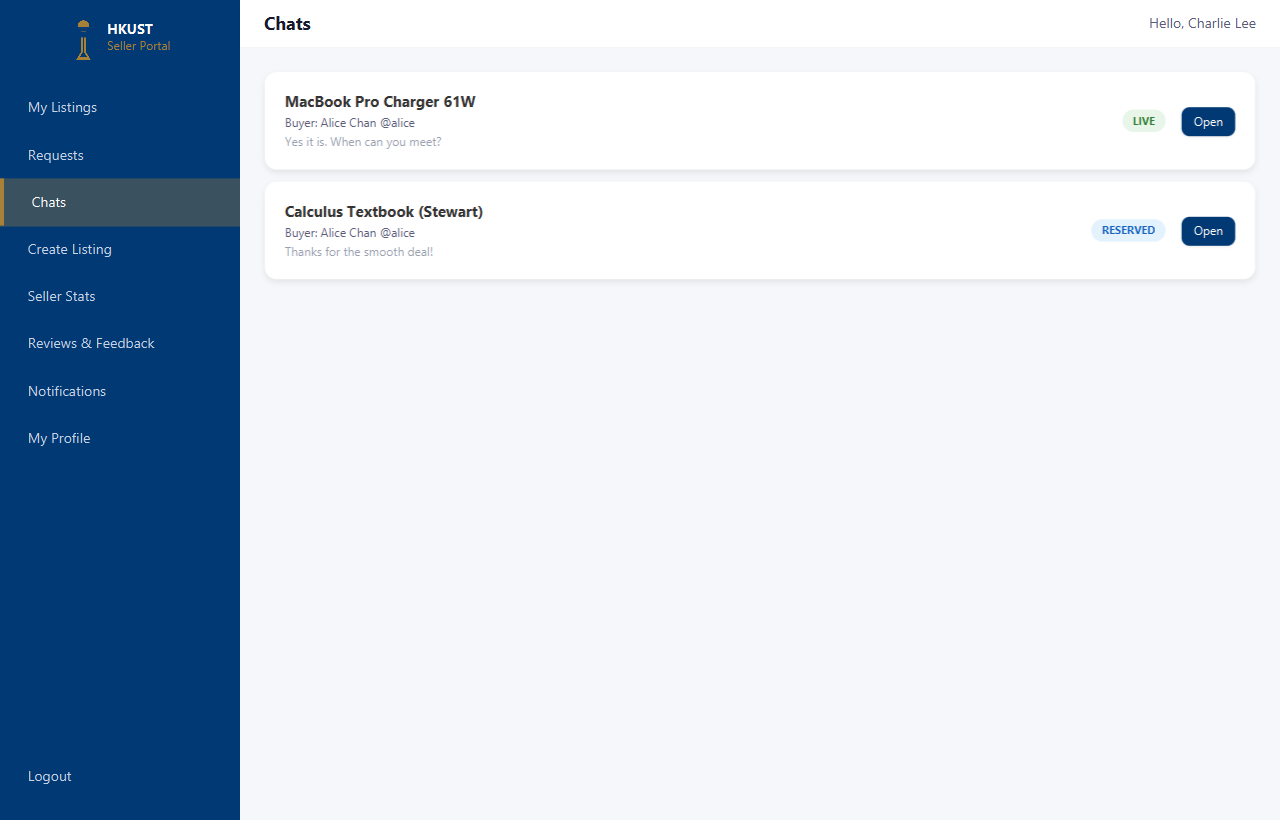 HKUST
Seller Portal
My Listings
Requests
Chats
Create Listing
Seller Stats
Reviews & Feedback
Notifications
My Profile
Logout
Chats
Hello, Charlie Lee
MacBook Pro Charger 61W
Buyer: Alice Chan @alice
Yes it is. When can you meet?
LIVE
Open
Calculus Textbook (Stewart)
Buyer: Alice Chan @alice
Thanks for the smooth deal!
RESERVED
Open